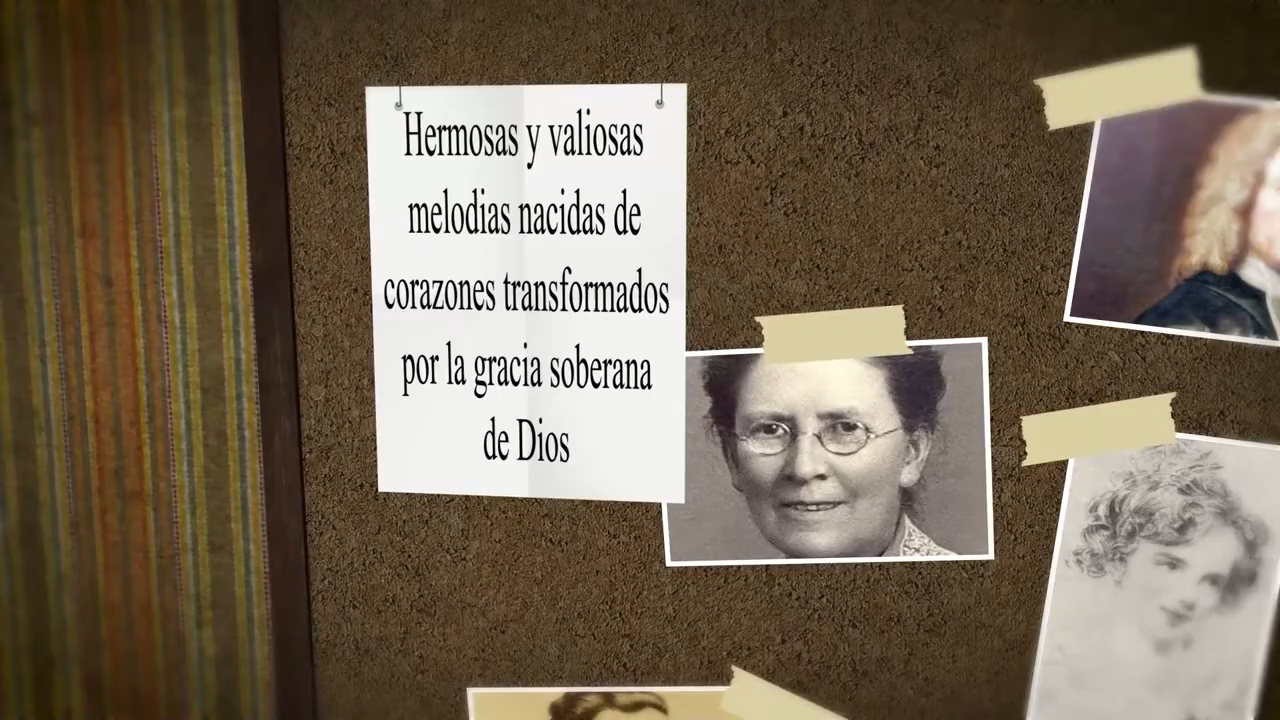 Hermosas y valiosas
melodias nacidas de
corazones transformados
por la gracia soberana
de Dios